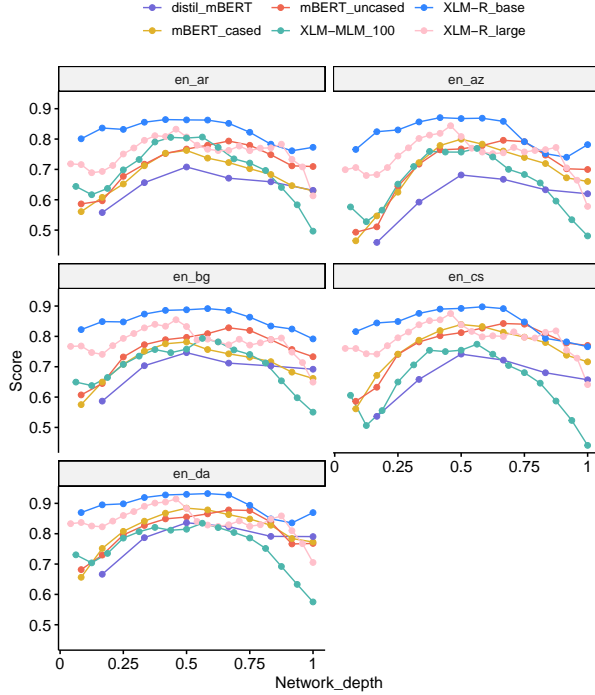 distil_mBERT mBERT_uncased XLM−R_base
mBERT_cased XLM−MLM_100 XLM−R_large
en_ar en_az
0.9
0.8
0.7
0.6
0.5
en_bg en_cs
0.9
0.8
0.7
0.6
0.5
Score
0 0.25 0.5 0.75 1
en_da
0.9
0.8
0.7
0.6
0.5
0 0.25 0.5 0.75 1
Network_depth